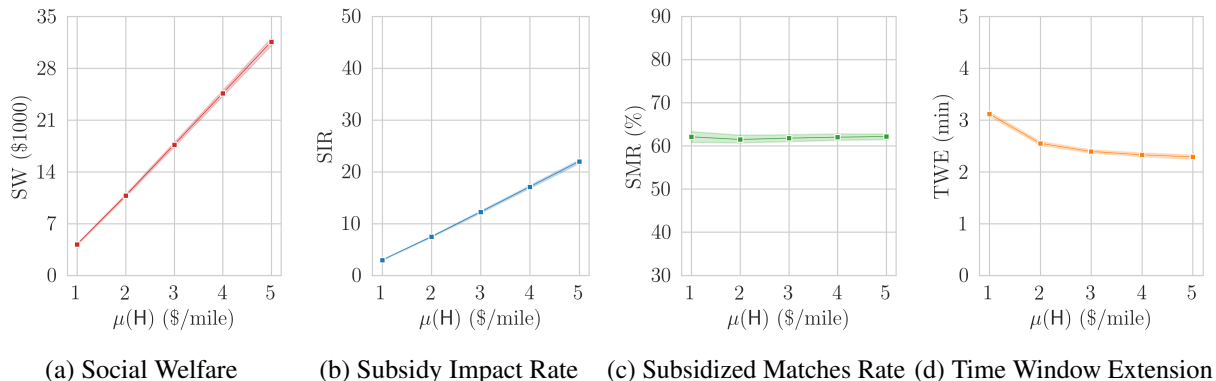 SW ($1000)
35
28
21
14
7
0
1 2 3 4 5
μ(H) ($/mile)
(a) Social Welfare
SIR
50
40
30
20
10
0
1 2 3 4 5
μ(H) ($/mile)
(b) Subsidy Impact Rate
SMR (%)
90
80
70
60
50
40
30
1 2 3 4 5
μ(H) ($/mile)
(c) Subsidized Matches Rate
TWE (min)
5
4
3
2
1
0
1 2 3 4 5
μ(H) ($/mile)
(d) Time Window Extension